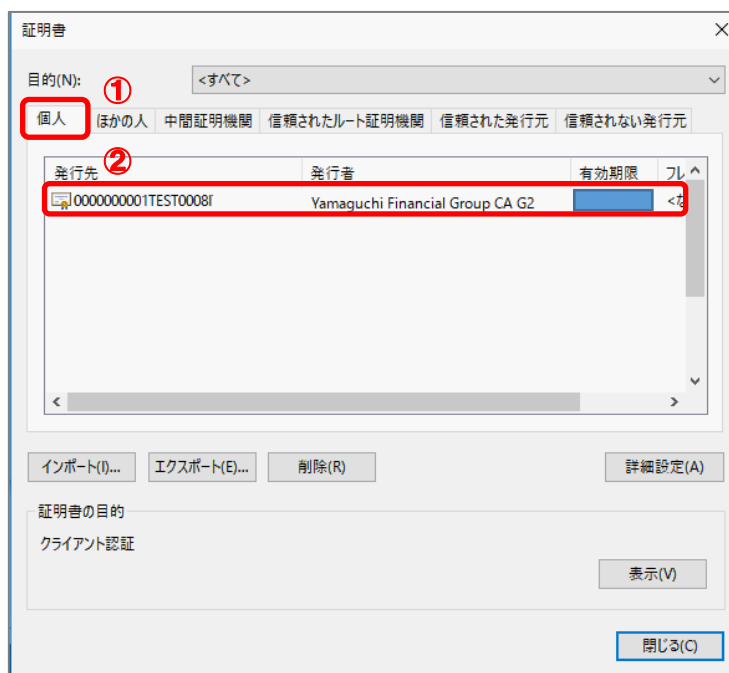 証明書
目的(N): <すべて>
①
個人 ほかの人 中間証明機関 信頼されたルート証明機関 信頼された発行元 信頼されない発行元
②
発行先 発行者 有効期限 フレ
0000000001TEST0008 Yamaguchi Financial Group CA G2 <な
インポート(I)... エクスポート(E)... 削除(R) 詳細設定(A)
証明書の目的
クライアント認証
表示(V)
閉じる(C)